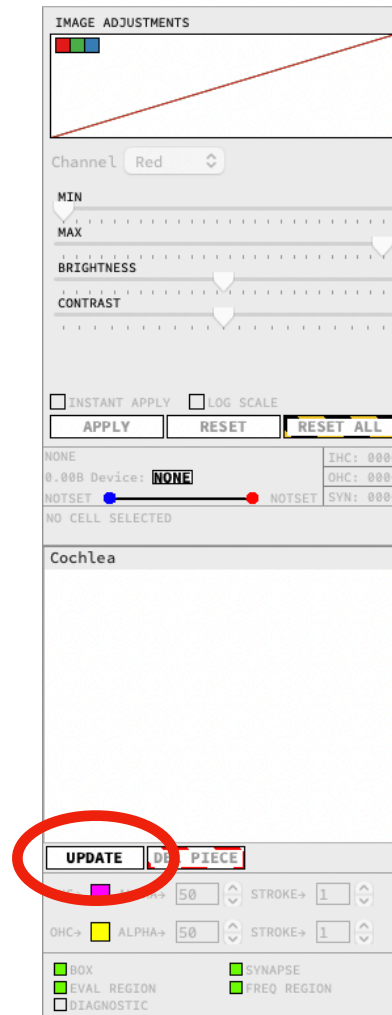 IMAGE ADJUSTMENTS
Channel Red
MIN
MAX
BRIGHTNESS
CONTRAST
INSTANT APPLY LOG SCALE
APPLY RESET RESET ALL
NONE IHC: 000
0.00B Device: NONE OHC: 000
NOTSET NOTSET SYN: 000
NO CELL SELECTED
Cochlea
UPDATE DEL PIECE
ALPHA→ 50 STROKE→ 1
OHC→ ALPHA→ 50 STROKE→ 1
BOX SYNAPSE
EVAL REGION FREQ REGION
DIAGNOSTIC